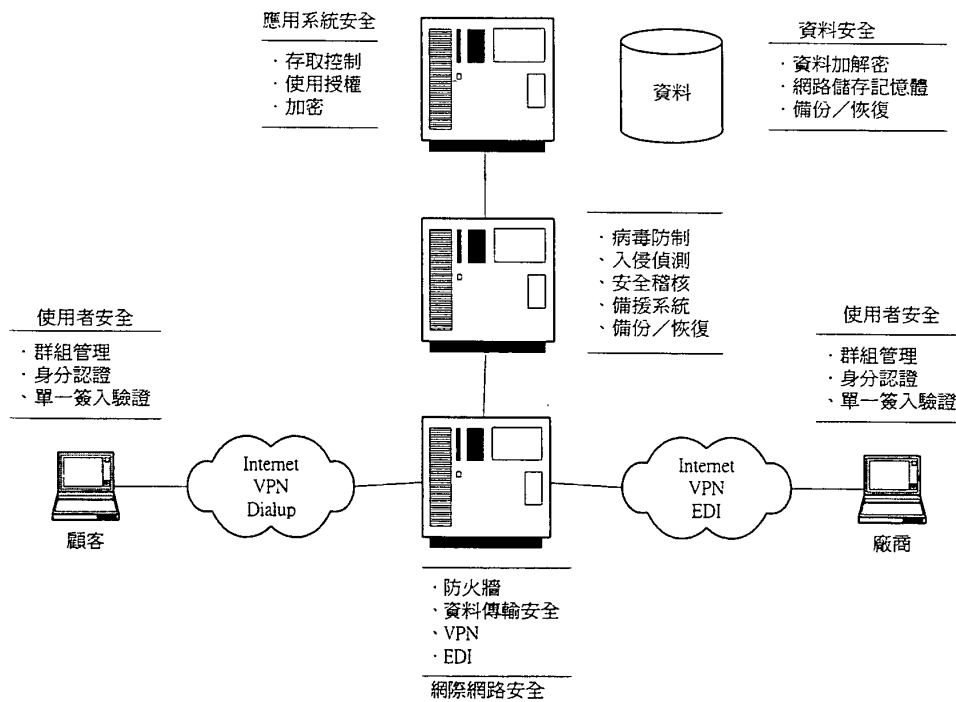 應用系統安全
· 存取控制
· 使用授權
· 加密
資料
資料安全
· 資料加解密
· 網路儲存記憶體
· 備份／恢復
· 病毒防制
、入侵偵測
、安全稽核
、備援系統
、備份／恢復
使用者安全
· 群組管理
· 身分認證
、單一簽入驗證
使用者安全
· 群組管理
· 身分認證
、單一簽入驗證
Internet
VPN
Dialup
Internet
VPN
EDI
顧客
廠商
· 防火牆
、資料傳輸安全
、VPN
· EDI
網際網路安全